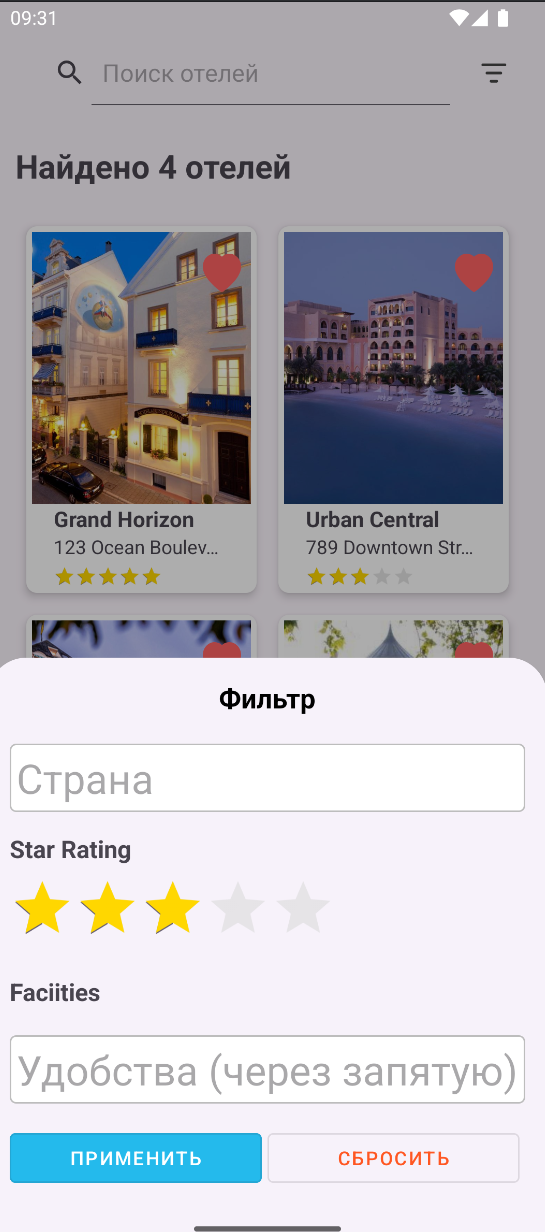 09:31
Поиск отелей
Найдено 4 отелей
Grand Horizon
Urban Central
123 Ocean Boulev...
789 Downtown Str...
Фильтр
Страна
Star Rating
Faciities
Удобства (через запятую)
ПРИМЕНИТЬ
СБРОСИТЬ